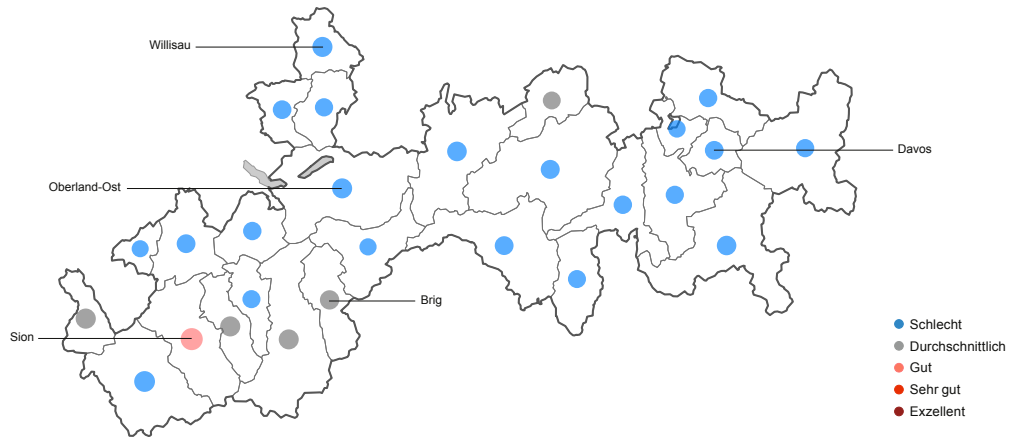 Willisau
Davos
Oberland-Ost
Brig
Sion
Schlecht
Durchschnittlich
Gut
Sehr gut
Exzellent